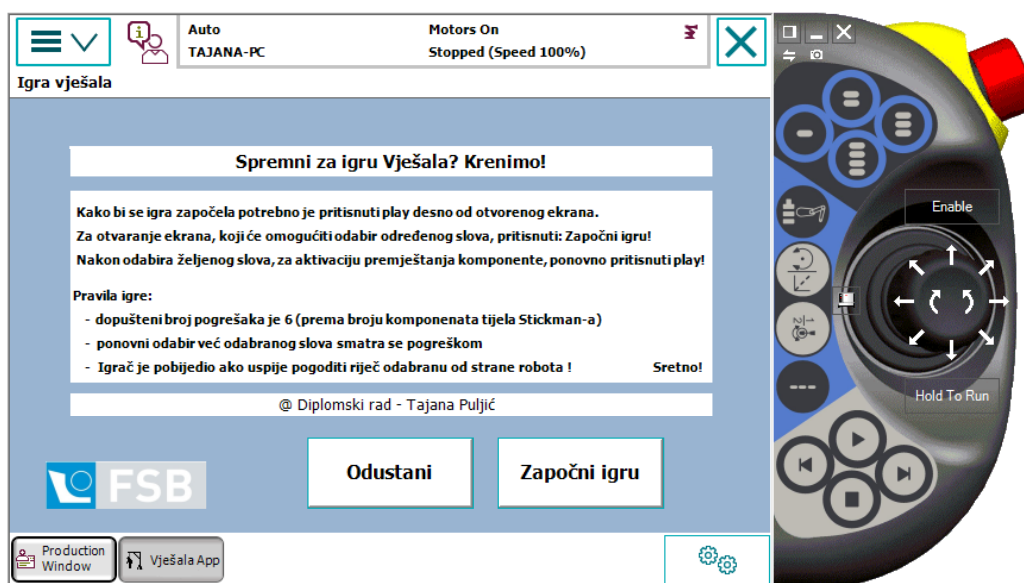 Auto
Motors On
TAJANA-PC
Stopped (Speed 100%)
Igra vješala
Spremni za igru Vješala? Krenimo!
Kako bi se igra započela potrebno je pritisnuti play desno od otvorenog ekrana.
Za otvaranje ekrana, koji će omogućiti odabir određenog slova, pritisnuti: Započni igru!
Nakon odabira željenog slova, za aktivaciju premještanja komponente, ponovno pritisnuti play!
Pravila igre:
- dopušteni broj pogrešaka je 6 (prema broju komponenata tijela Stickman-a)
- ponovni odabir već odabranog slova smatra se pogreškom
- Igrač je pobijedio ako uspije pogoditi riječ odabranu od strane robota ! Sretno!
@ Diplomski rad - Tajana Puljić
FSB
Odustani
Započni igru
Production
Window
Vješala App
Enable
Hold To Run